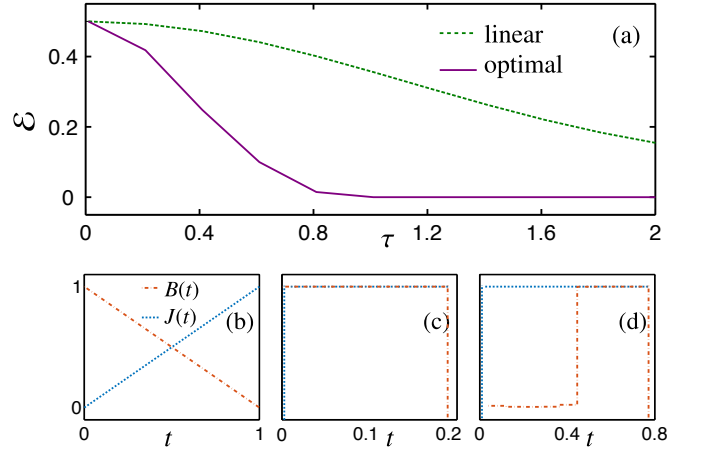 linear (a)
optimal
0.4
0.2
0
ℰ
0 0.4 0.8 1.2 1.6 2
τ
1
0
B(t)
J(t)
(b) (c) (d)
0 1 0 0.1 0.2 0 0.4 0.8
t t t